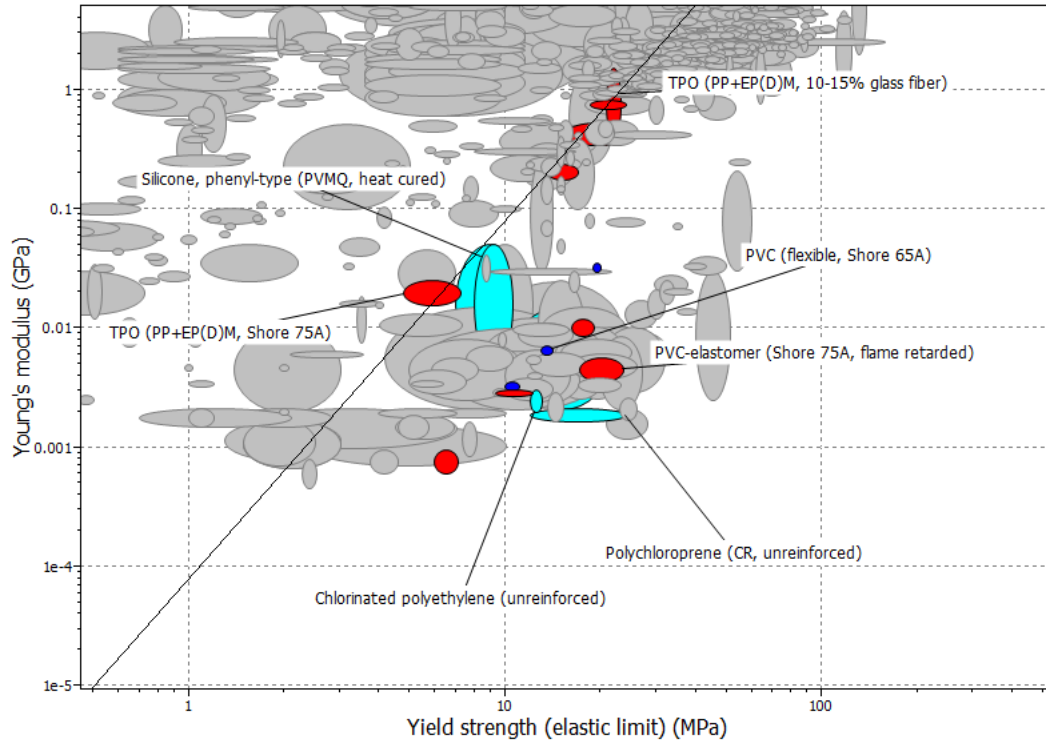 TPO (PP+EP(D)M, 10-15% glass fiber)
Silicone, phenyl-type (PVMQ, heat cured)
PVC (flexible, Shore 65A)
TPO (PP+EP(D)M, Shore 75A)
PVC-elastomer (Shore 75A, flame retarded)
Polychloroprene (CR, unreinforced)
Chlorinated polyethylene (unreinforced)
Young's modulus (GPa)
1
0.1
0.01
0.001
1e-4
1e-5
1
10
100
Yield strength (elastic limit) (MPa)